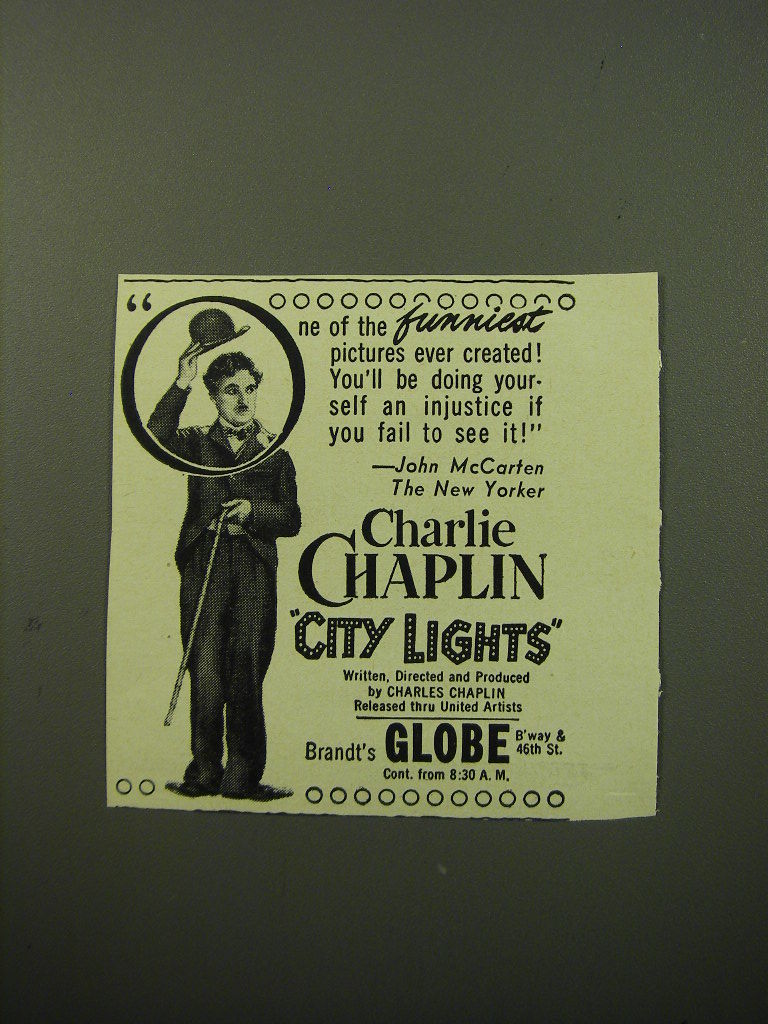 “One of the funniest
pictures ever created!
You'll be doing your-
self an injustice if
you fail to see it!”
—John McCarten
The New Yorker
Charlie
CHAPLIN
"CITY LIGHTS"
Written, Directed and Produced
by CHARLES CHAPLIN
Released thru United Artists
Brandt's GLOBE B'way &
46th St.
Cont. from 8:30 A. M.